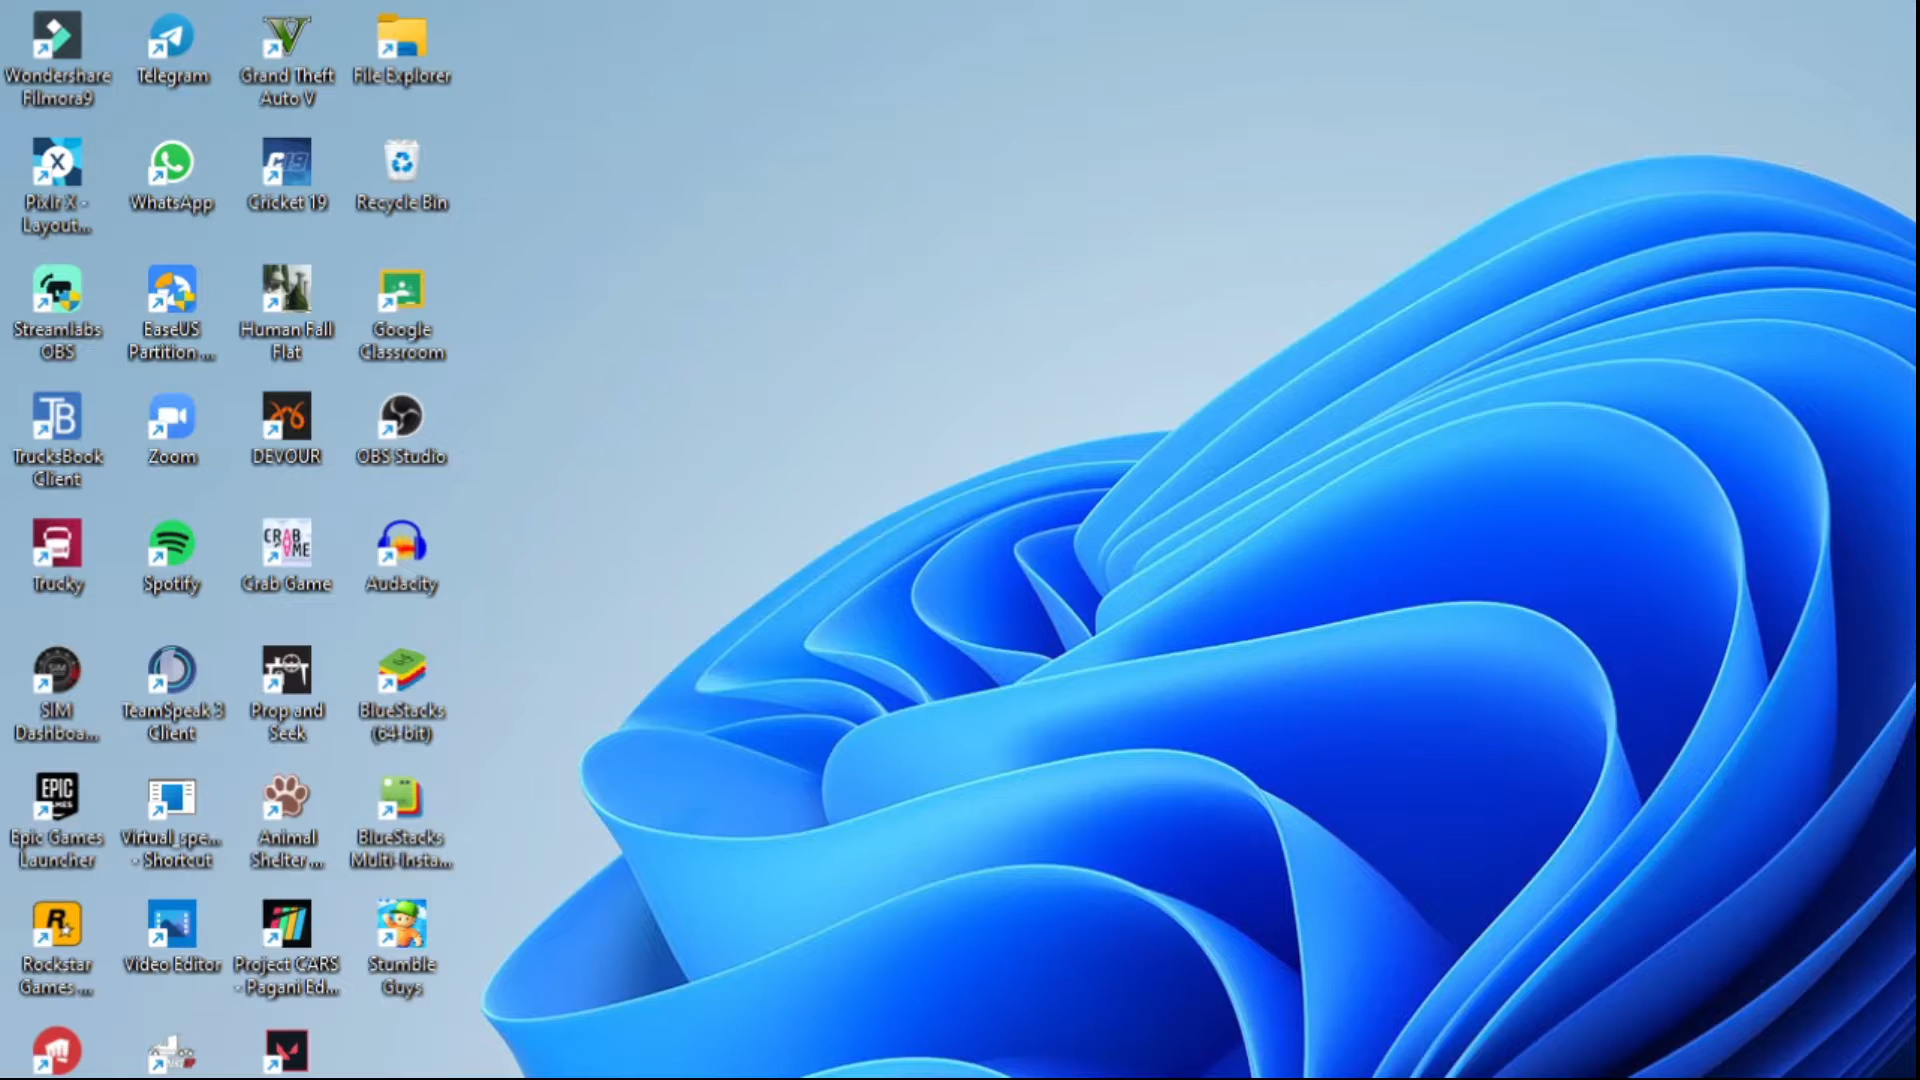 Wondershare
Filmora9
Telegram
Grand Theft
Auto V
File Explorer
Pixlr X -
Layout...
WhatsApp
Cricket 19
Recycle Bin
Streamlabs
OBS
EaseUS
Partition ...
Human Fall
Flat
Google
Classroom
TrucksBook
Client
Zoom
DEVOUR
OBS Studio
Trucky
Spotify
Crab Game
Audacity
SIM
Dashboa...
TeamSpeak 3
Client
Prop and
Seek
BlueStacks
(64-bit)
EPIC
Epic Games
Launcher
Virtual_spe...
- Shortcut
Animal
Shelter ...
BlueStacks
Multi-Insta...
Rockstar
Games ...
Video Editor
Project CARS
- Pagani Ed...
Stumble
Guys